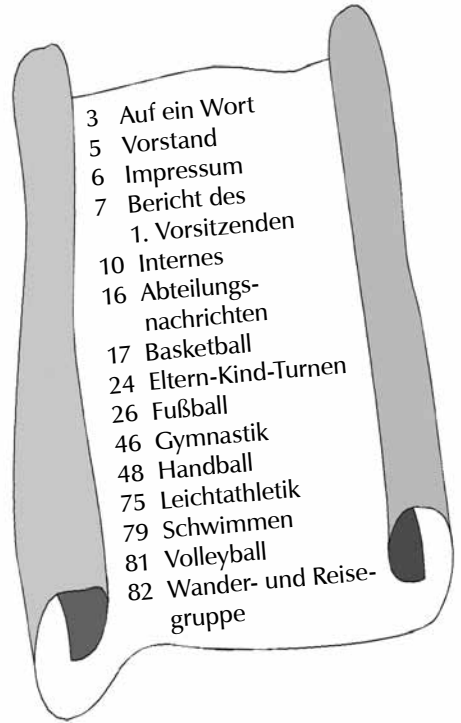 3 Auf ein Wort
5 Vorstand
6 Impressum
7 Bericht des
1. Vorsitzenden
10 Internes
16 Abteilungs-
nachrichten
17 Basketball
24 Eltern-Kind-Turnen
26 Fußball
46 Gymnastik
48 Handball
75 Leichtathletik
79 Schwimmen
81 Volleyball
82 Wander- und Reise-
gruppe